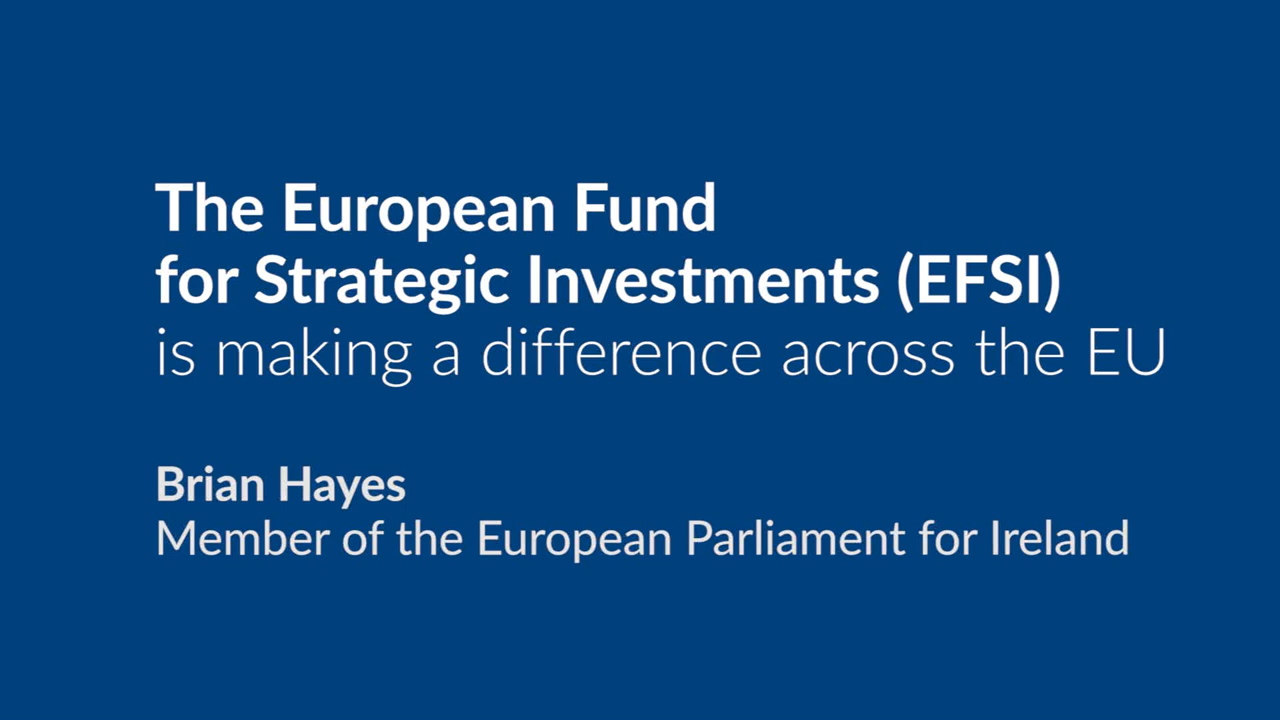 The European Fund
for Strategic Investments (EFSI)
is making a difference across the EU
Brian Hayes
Member of the European Parliament for Ireland